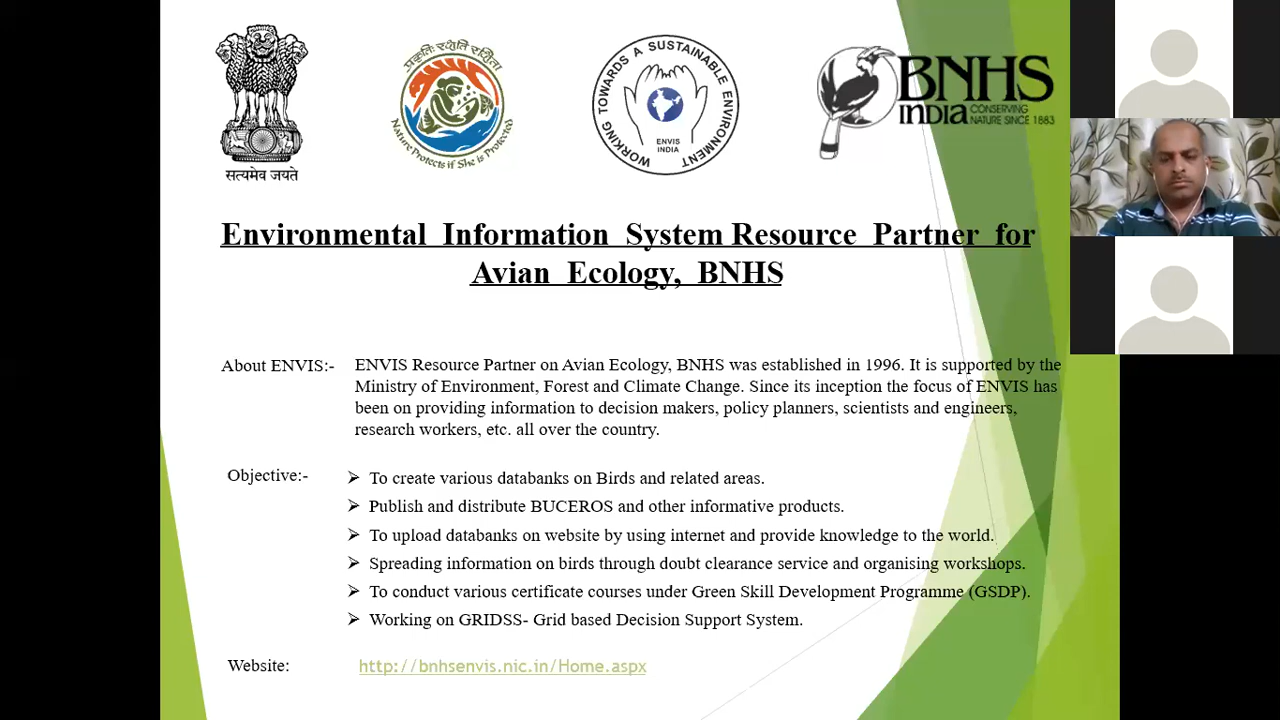 सत्यमेव जयते
प्रकृतिः रक्षति रक्षिता
Nature Protects if She is Protected
WORKING TOWARDS A SUSTAINABLE ENVIRONMENT
ENVIS
INDIA
BNHS
INDIA CONSERVING
NATURE SINCE 1883
Environmental Information System Resource Partner for
Avian Ecology, BNHS
About ENVIS:- ENVIS Resource Partner on Avian Ecology, BNHS was established in 1996. It is supported by the
Ministry of Environment, Forest and Climate Change. Since its inception the focus of ENVIS has
been on providing information to decision makers, policy planners, scientists and engineers,
research workers, etc. all over the country.
Objective:- ➢ To create various databanks on Birds and related areas.
➢ Publish and distribute BUCEROS and other informative products.
➢ To upload databanks on website by using internet and provide knowledge to the world.
➢ Spreading information on birds through doubt clearance service and organising workshops.
➢ To conduct various certificate courses under Green Skill Development Programme (GSDP).
➢ Working on GRIDSS- Grid based Decision Support System.
Website: http://bnhsenvis.nic.in/Home.aspx